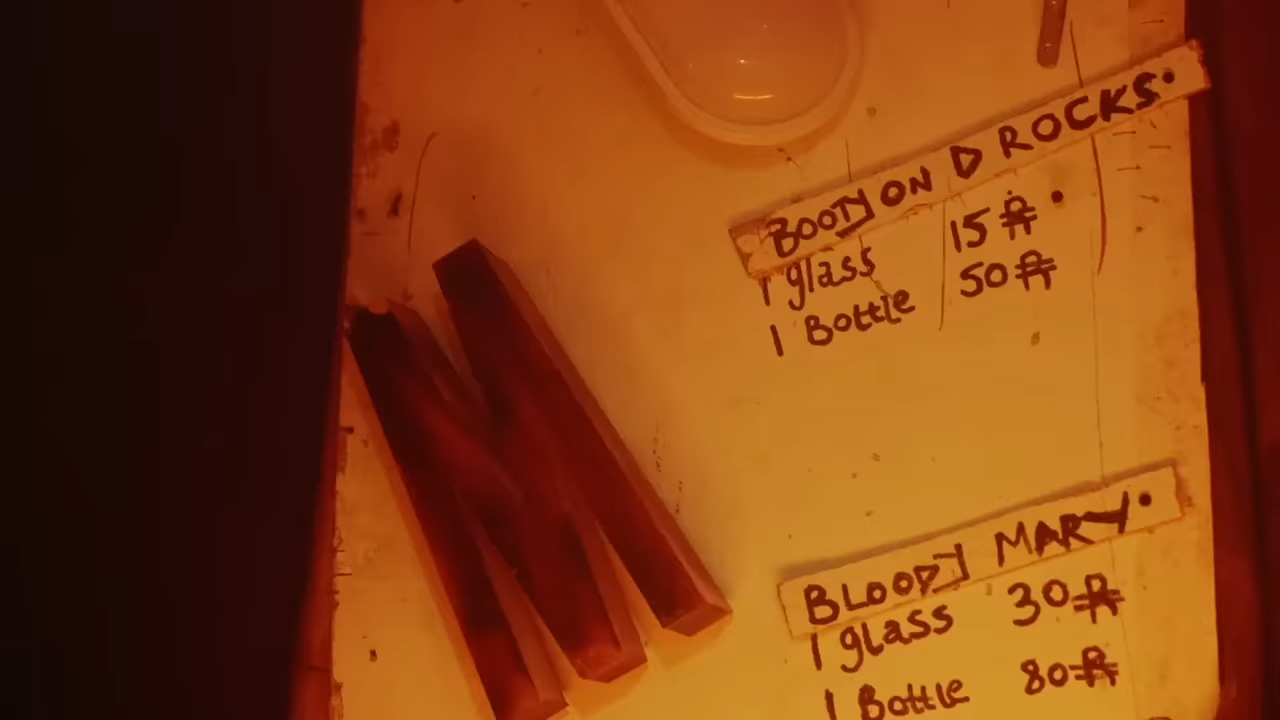 BOOTY ON D ROCKS.
1 glass 15 ₳.
1 Bottle 50 ₳
BLOODY MARY.
1 glass 30 ₳
1 Bottle 80 ₳